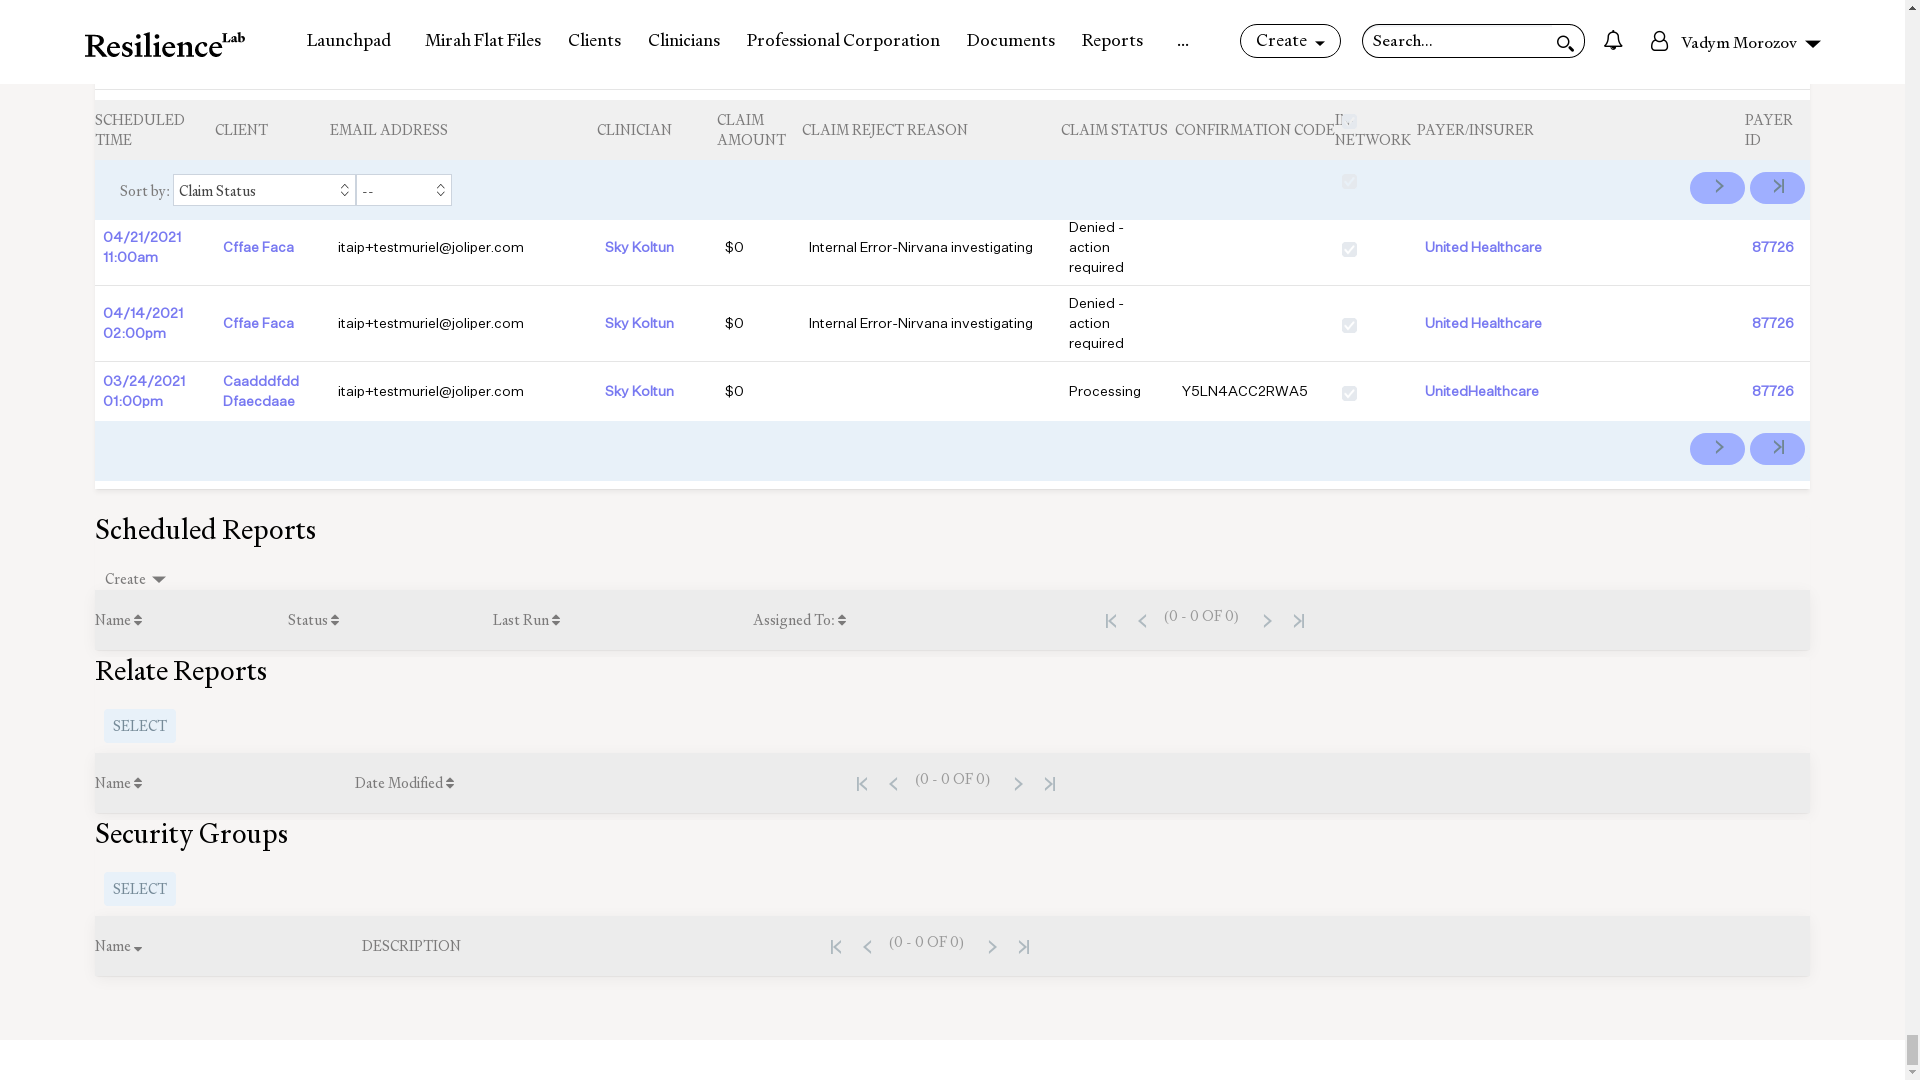 ResilienceLab
Launchpad
Mirah Flat Files
Clients
Clinicians
Professional Corporation
Documents
Reports
...
Create
Search...
Vadym Morozov
SCHEDULED TIME
CLIENT
EMAIL ADDRESS
CLINICIAN
CLAIM AMOUNT
CLAIM REJECT REASON
CLAIM STATUS
CONFIRMATION CODE
NETWORK
PAYER/INSURER
PAYER ID
Sort by:
Claim Status
--
04/21/2021 11:00am
Cffae Faca
itaip+testmuriel@joliper.com
Sky Koltun
$0
Internal Error-Nirvana investigating
Denied - action required
United Healthcare
87726
04/14/2021 02:00pm
Cffae Faca
itaip+testmuriel@joliper.com
Sky Koltun
$0
Internal Error-Nirvana investigating
Denied - action required
United Healthcare
87726
03/24/2021 01:00pm
Caadddfdd Dfaecdaae
itaip+testmuriel@joliper.com
Sky Koltun
$0
Processing
Y5LN4ACC2RWA5
UnitedHealthcare
87726
Scheduled Reports
Create
Name
Status
Last Run
Assigned To:
(0 - 0 OF 0)
Relate Reports
SELECT
Name
Date Modified
(0 - 0 OF 0)
Security Groups
SELECT
Name
DESCRIPTION
(0 - 0 OF 0)